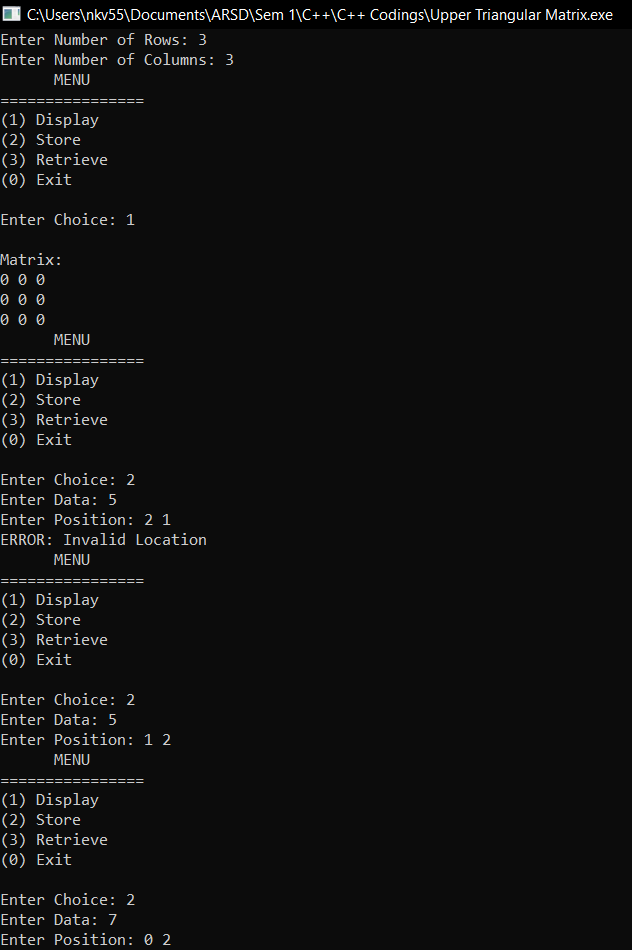 C:\Users\nkv55\Documents\ARSD\Sem 1\C++\C++ Codings\Upper Triangular Matrix.exe
Enter Number of Rows: 3
Enter Number of Columns: 3
      MENU
================
(1) Display
(2) Store
(3) Retrieve
(0) Exit

Enter Choice: 1

Matrix:
0 0 0
0 0 0
0 0 0
      MENU
================
(1) Display
(2) Store
(3) Retrieve
(0) Exit

Enter Choice: 2
Enter Data: 5
Enter Position: 2 1
ERROR: Invalid Location
      MENU
================
(1) Display
(2) Store
(3) Retrieve
(0) Exit

Enter Choice: 2
Enter Data: 5
Enter Position: 1 2
      MENU
================
(1) Display
(2) Store
(3) Retrieve
(0) Exit

Enter Choice: 2
Enter Data: 7
Enter Position: 0 2